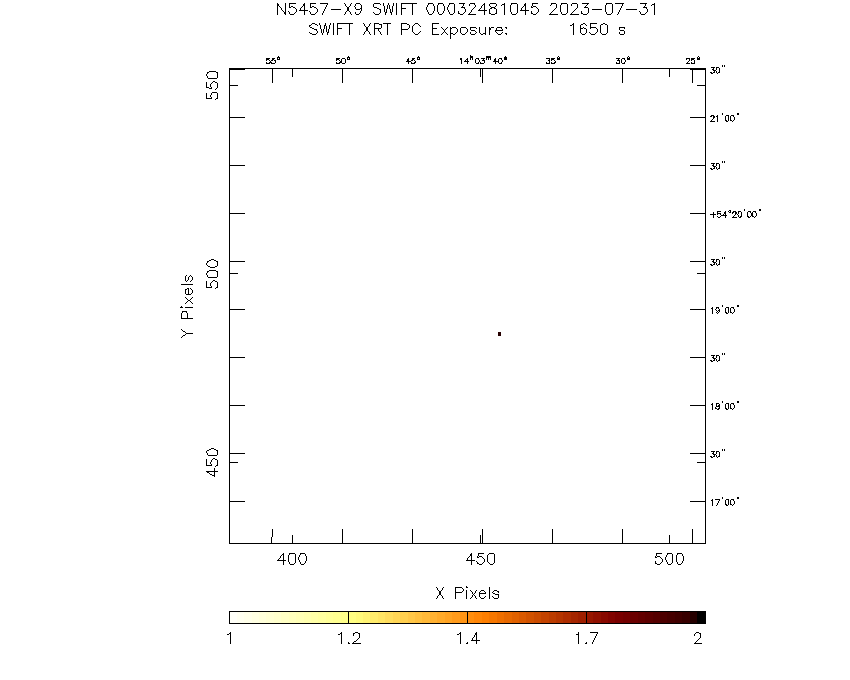 N5457-X9 SWIFT 00032481045 2023-07-31
SWIFT XRT PC Exposure: 1650 s
55ˢ 50ˢ 45ˢ 14ʰ03ᵐ40ˢ 35ˢ 30ˢ 25ˢ
550
500
450
Y Pixels
30"
21'00"
30"
+54°20'00"
30"
19'00"
30"
18'00"
30"
17'00"
400 450 500
X Pixels
1 1.2 1.4 1.7 2